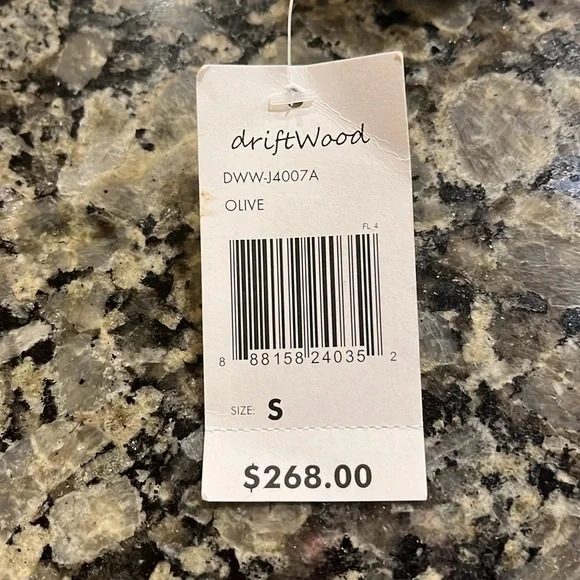 driftWood
DWW-J4007A
OLIVE
FL 4
8 88158 24035 2
SIZE: S
$268.00